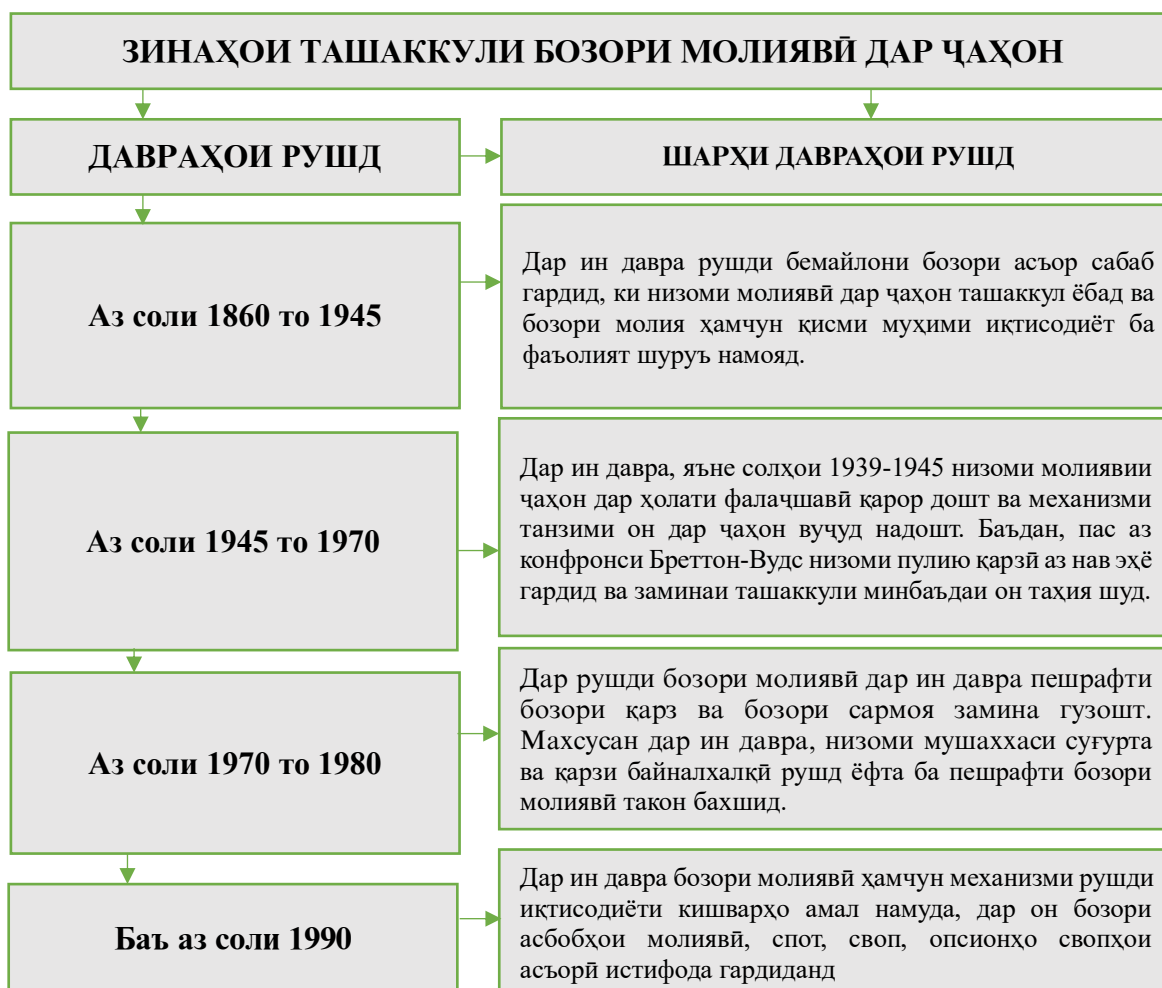 ЗИНАҲОИ ТАШАККУЛИ БОЗОРИ МОЛИЯВӢ ДАР ҶАҲОН
ДАВРАҲОИ РУШД
ШАРҲИ ДАВРАҲОИ РУШД
Аз соли 1860 то 1945
Дар ин давра рушди бемайлони бозори асъор сабаб
гардид, ки низоми молиявӣ дар ҷаҳон ташаккул ёбад ва
бозори молия ҳамчун қисми муҳими иқтисодиёт ба
фаъолият шуруъ намояд.
Аз соли 1945 то 1970
Дар ин давра, яъне солҳои 1939-1945 низоми молиявии
ҷаҳон дар ҳолати фалаҷшавӣ қарор дошт ва механизми
танзими он дар ҷаҳон вуҷуд надошт. Баъдан, пас аз
конфронси Бреттон-Вудс низоми пулию қарзӣ аз нав эҳё
гардид ва заминаи ташаккули минбаъдаи он таҳия шуд.
Аз соли 1970 то 1980
Дар рушди бозори молиявӣ дар ин давра пешрафти
бозори қарз ва бозори сармоя замина гузошт.
Махсусан дар ин давра, низоми мушаххаси суғурта
ва қарзи байналхалқӣ рушд ёфта ба пешрафти бозори
молиявӣ такон бахшид.
Баъ аз соли 1990
Дар ин давра бозори молиявӣ ҳамчун механизми рушди
иқтисодиёти кишварҳо амал намуда, дар он бозори
асбобҳои молиявӣ, спот, своп, опсионҳо свопҳои
асъорӣ истифода гардиданд